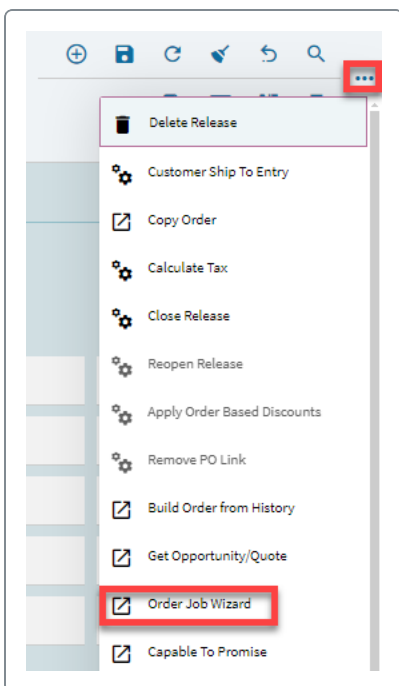 Delete Release
Customer Ship To Entry
Copy Order
Calculate Tax
Close Release
Reopen Release
Apply Order Based Discounts
Remove PO Link
Build Order from History
Get Opportunity/Quote
Order Job Wizard
Capable To Promise